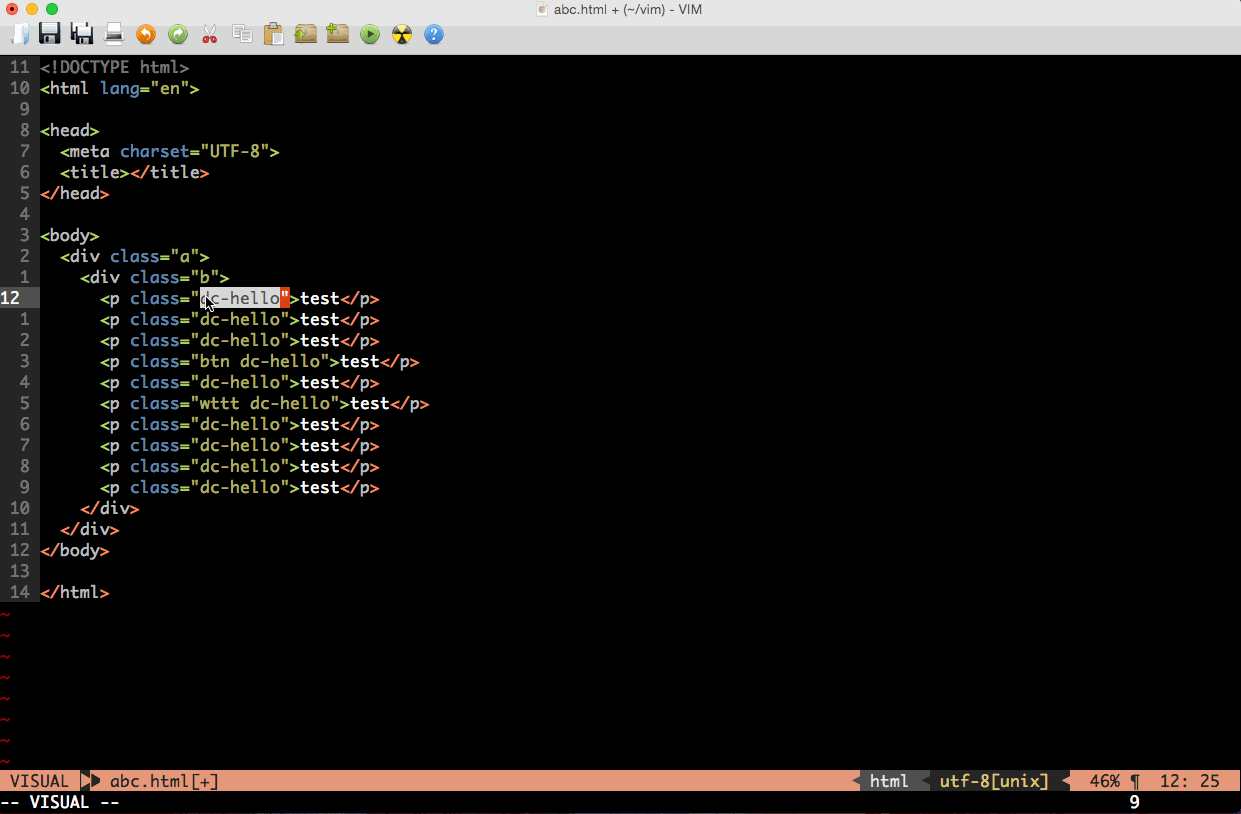 abc.html + (~/vim) - VIM
11 <!DOCTYPE html>
10 <html lang="en">
9
8 <head>
7   <meta charset="UTF-8">
6   <title></title>
5 </head>
4
3 <body>
2   <div class="a">
1     <div class="b">
12       <p class="dc-hello">test</p>
1       <p class="dc-hello">test</p>
2       <p class="dc-hello">test</p>
3       <p class="btn dc-hello">test</p>
4       <p class="dc-hello">test</p>
5       <p class="wttt dc-hello">test</p>
6       <p class="dc-hello">test</p>
7       <p class="dc-hello">test</p>
8       <p class="dc-hello">test</p>
9       <p class="dc-hello">test</p>
10     </div>
11   </div>
12 </body>
13
14 </html>
~
~
~
~
~
~
~
~
VISUAL abc.html[+] html utf-8[unix] 46% ¶ 12: 25
-- VISUAL -- 9